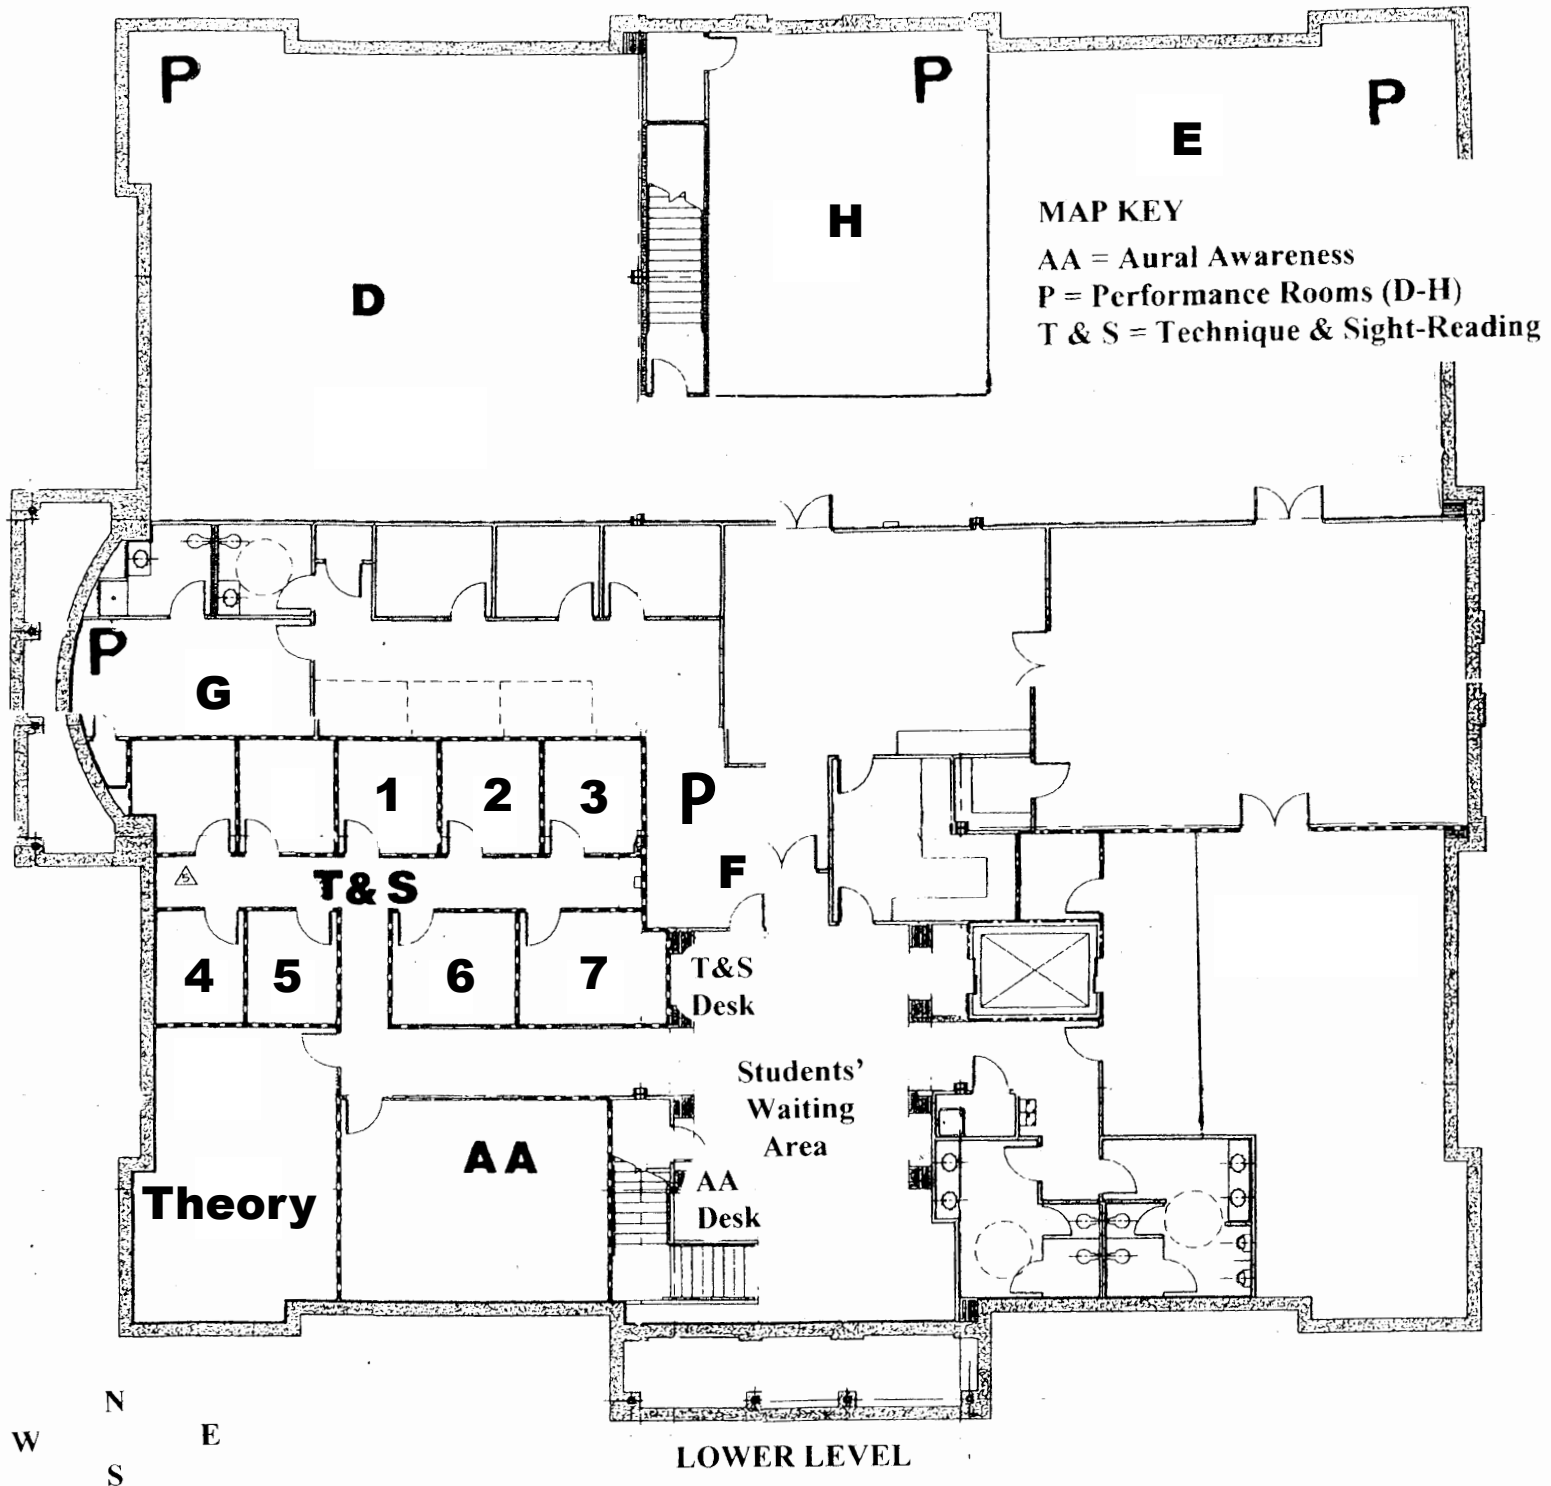 P
P
P
E
MAP KEY
H
AA = Aural Awareness
P = Performance Rooms (D-H)
D
T & S = Technique & Sight-Reading
P
G
1
2
3
P
F
5
T & S
4
5
6
7
T&S
Desk
Students'
Waiting
Area
AA
Theory
AA
Desk
N
W
E
S
LOWER LEVEL